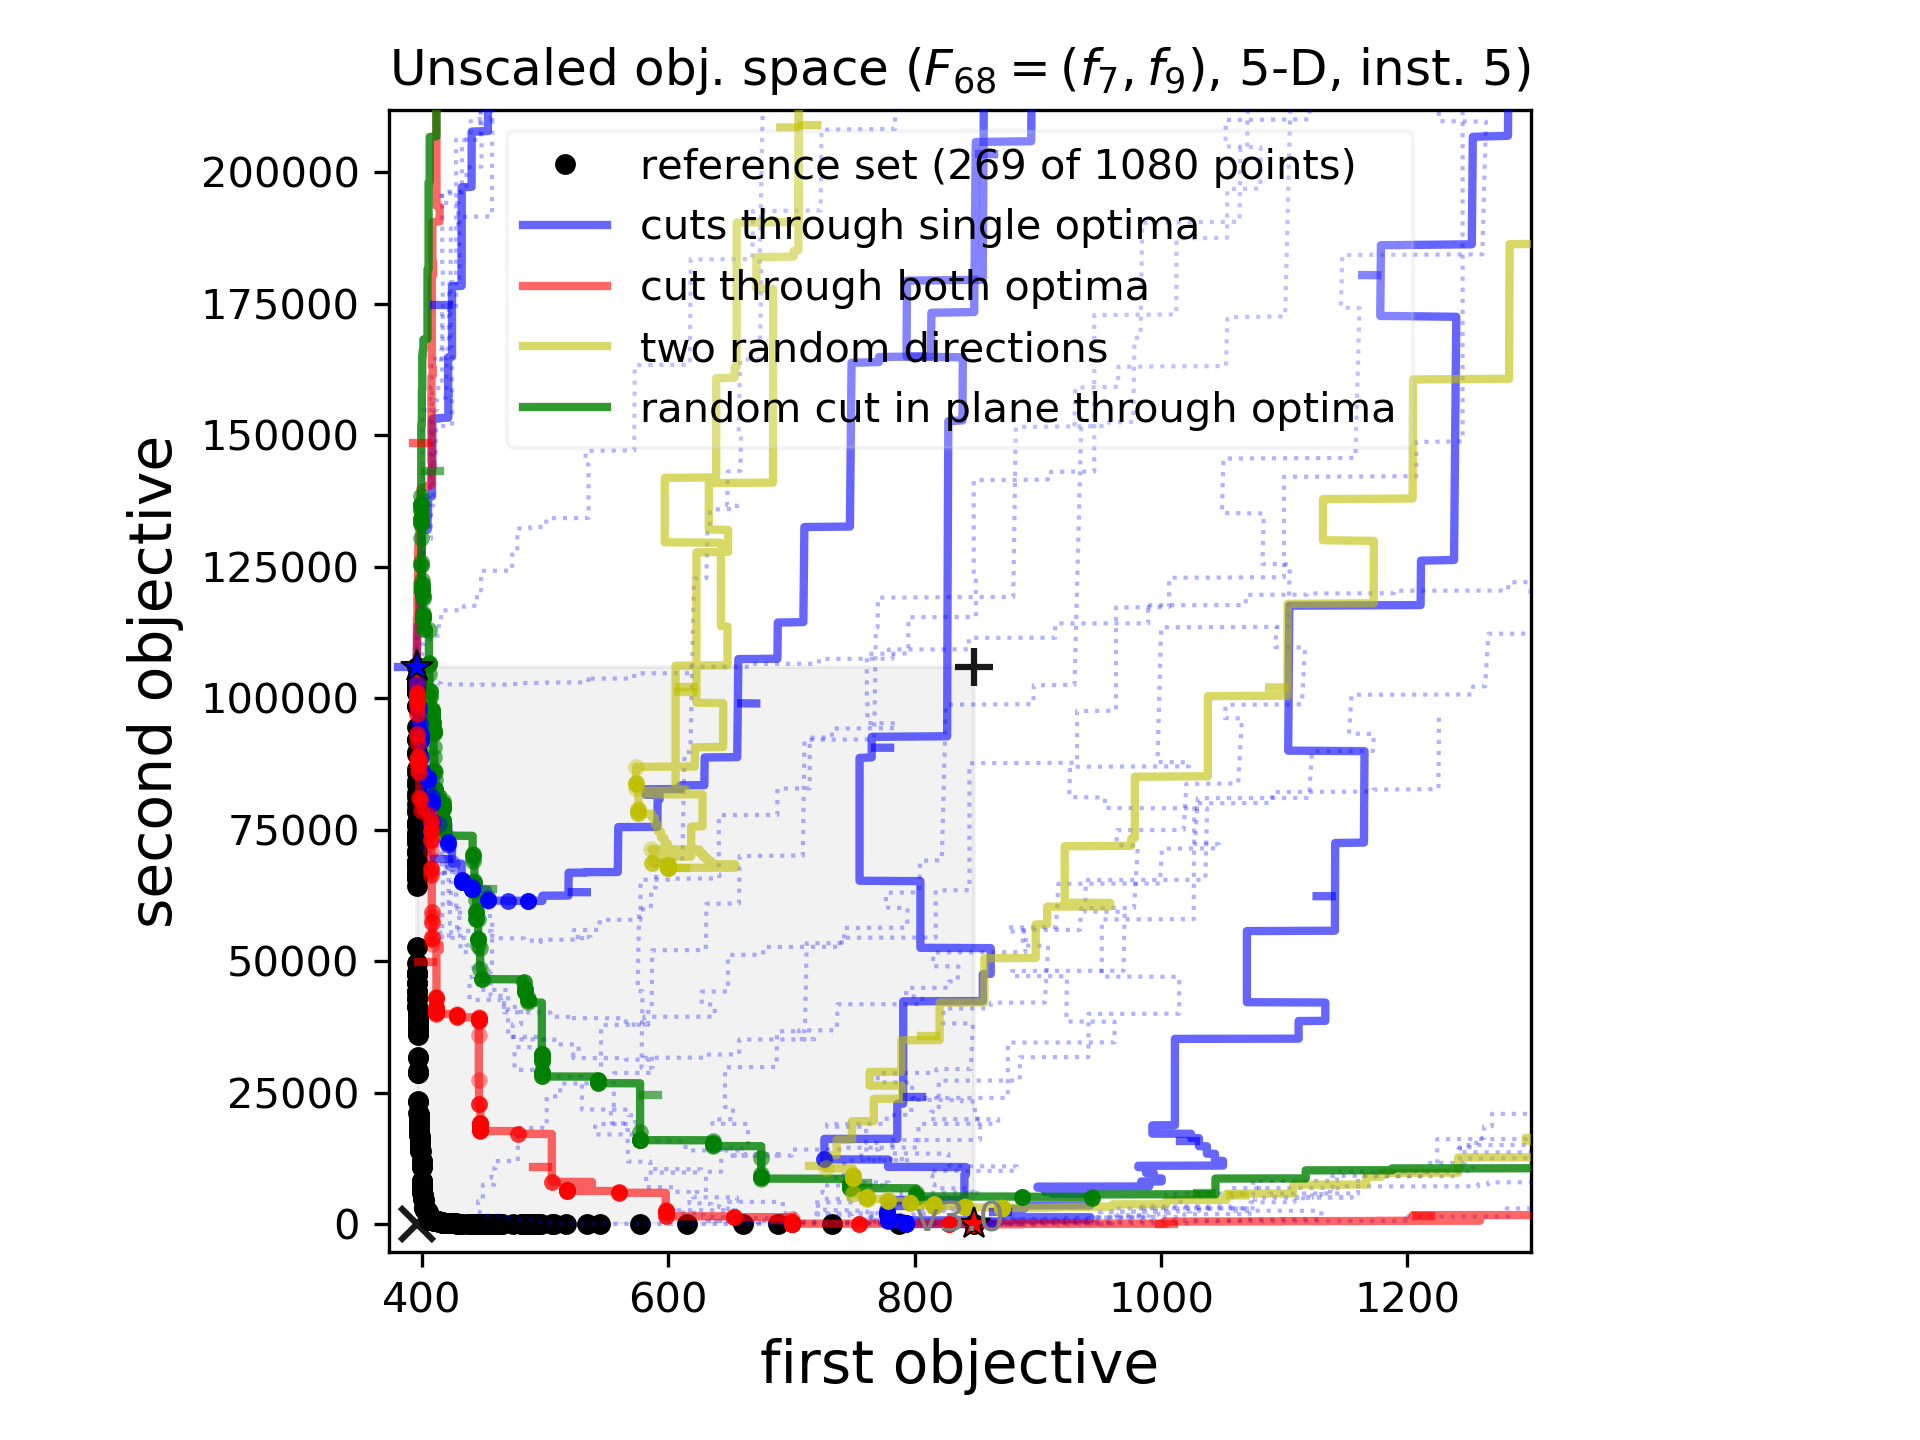 Unscaled obj. space (F₆₈ = (f₇, f₉), 5-D, inst. 5)
reference set (269 of 1080 points)
cuts through single optima
cut through both optima
two random directions
random cut in plane through optima
200000
175000
150000
125000
100000
75000
50000
25000
0
second objective
400
600
800
1000
1200
first objective